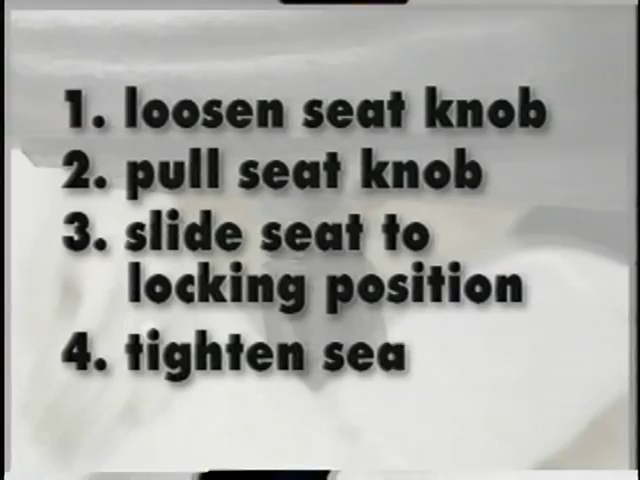 1. loosen seat knob
2. pull seat knob
3. slide seat to
locking position
4. tighten sea